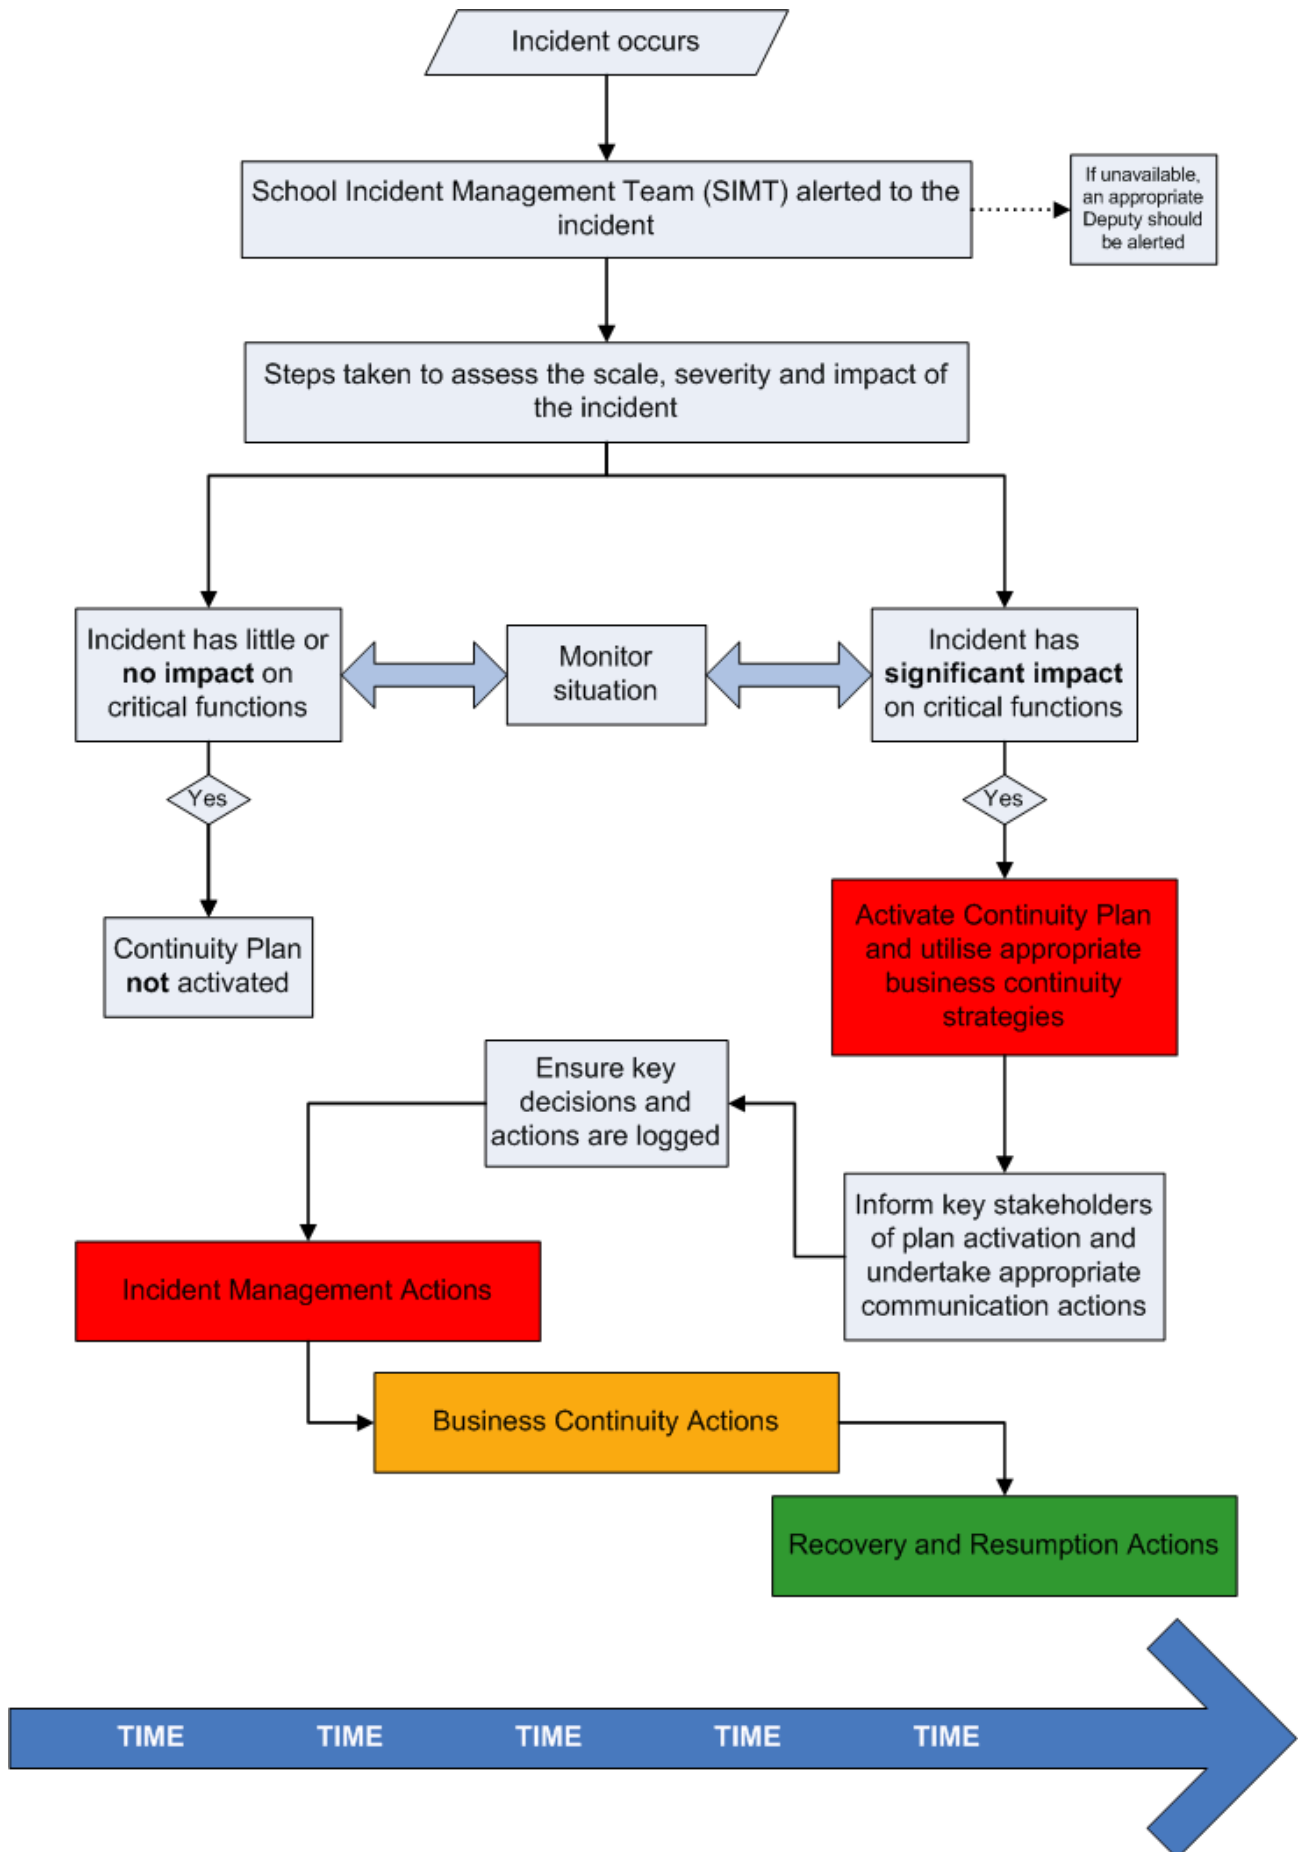 Incident occurs
School Incident Management Team (SIMT) alerted to the
incident
If unavailable,
an appropriate
Deputy should
be alerted
Steps taken to assess the scale, severity and impact of
the incident
Incident has little or
no impact on
critical functions
Monitor
situation
Incident has
significant impact
on critical functions
Yes
Yes
Continuity Plan
not activated
Activate Continuity Plan
and utilise appropriate
business continuity
strategies
Ensure key
decisions and
actions are logged
Inform key stakeholders
of plan activation and
undertake appropriate
communication actions
Incident Management Actions
Business Continuity Actions
Recovery and Resumption Actions
TIME TIME TIME TIME TIME